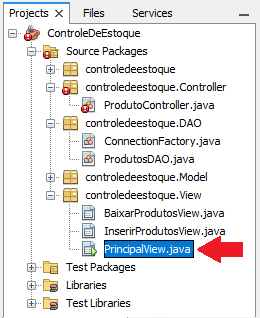 Projects Files Services
ControleDeEstoque
Source Packages
controledeestoque
controledeestoque.Controller
ProdutoController.java
controledeestoque.DAO
ConnectionFactory.java
ProdutosDAO.java
controledeestoque.Model
controledeestoque.View
BaixarProdutosView.java
InserirProdutosView.java
PrincipalView.java
Test Packages
Libraries
Test Libraries